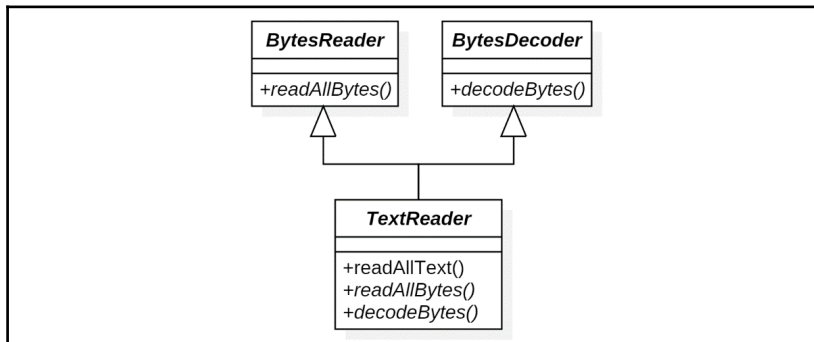 BytesReader
+readAllBytes()
BytesDecoder
+decodeBytes()
TextReader
+readAllText()
+readAllBytes()
+decodeBytes()